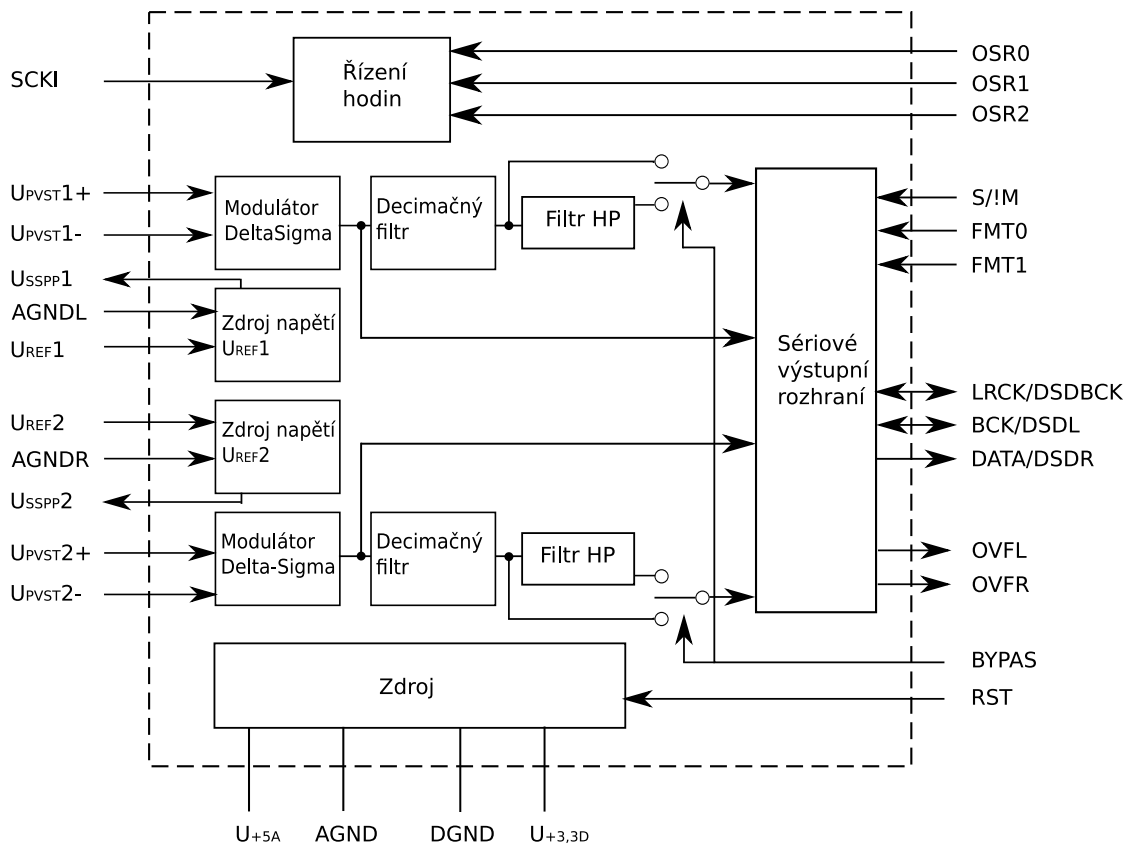 SCKI
Řízení
hodin
OSR0
OSR1
OSR2
UPVST1+
UPVST1-
USSPP1
AGNDL
UREF1
Modulátor
DeltaSigma
Decimačný
filtr
Filtr HP
Zdroj napětí
UREF1
Sériové
výstupní
rozhraní
S/!M
FMT0
FMT1
LRCK/DSDBCK
BCK/DSDL
DATA/DSDR
UREF2
AGNDR
USSPP2
UPVST2+
UPVST2-
Zdroj napětí
UREF2
Modulátor
Delta-Sigma
Decimačný
filtr
Filtr HP
OVFL
OVFR
BYPAS
RST
Zdroj
U+5A
AGND
DGND
U+3,3D